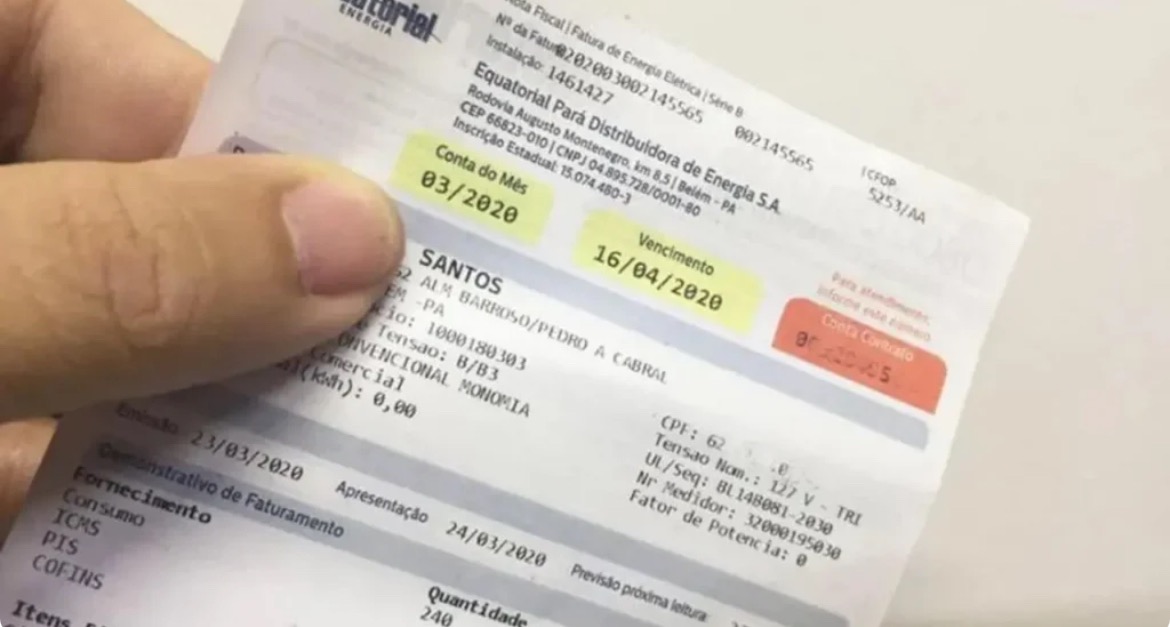 ENERGIA
Fiscal | Fatura de Energia Elétrica | Série B
Nº da Fatura 0202003002145565 002145565 CFOP
Instalação: 1461427 5253/AA
Equatorial Pará Distribuidora de Energia S.A.
Rodovia Augusto Montenegro, km 8,5 | Belém - PA
CEP 66823-010 | CNPJ 04.895.728/0001-80
Inscrição Estadual: 15.074.480-3
Conta do Mês
03/2020
Vencimento
16/04/2020
Para atendimento,
informe este número
Conta Contrato
SANTOS
ALM BARROSO/PEDRO A CABRAL
-PA
1000180303
Tensao: B/B3
MONOMIA
(kWh): 0,00
CPF: 62 .0
Tensao Nom.: 127 V - TRI
UL/Seq: BL14B081-2030
Nr Medidor: 32000195030
Fator de Potencia: 0
Emissão 23/03/2020 Apresentação 24/03/2020 Previsão próxima leitura:
Demonstrativo de Faturamento
Fornecimento
Quantidade
Consumo 240
ICMS
PIS
COFINS
Itens